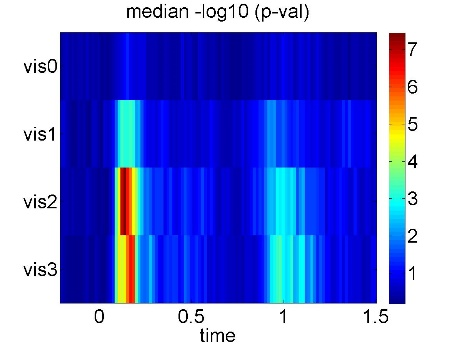 median -log10 (p-val)
vis0
vis1
vis2
vis3
7
6
5
4
3
2
1
0 0.5 1 1.5
time